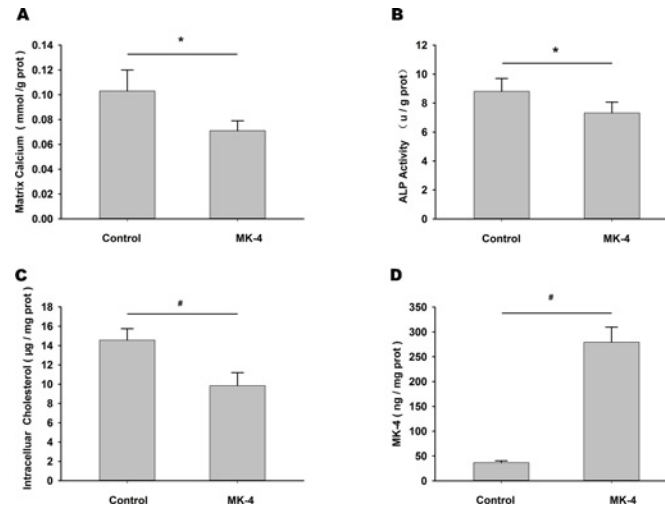 A
Matrix Calcium ( mmol /g prot )
0.14
0.12
0.10
0.08
0.06
0.04
0.02
0.00
*
Control
MK-4
B
ALP Activity （ u / g prot）
12
10
8
6
4
2
0
*
Control
MK-4
C
Intracelluar Cholesterol ( μg / mg prot)
18
16
14
12
10
8
6
4
2
0
#
Control
MK-4
D
MK-4 ( ng / mg prot)
350
300
250
200
150
100
50
0
#
Control
MK-4